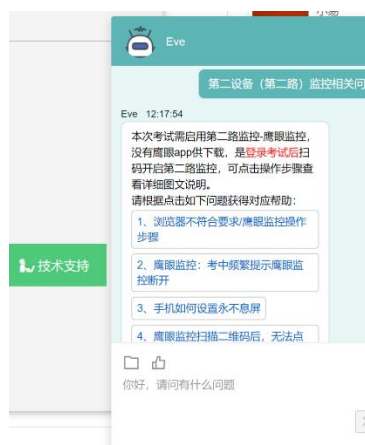 Eve
第二设备（第二路）监控相关问
Eve 12:17:54
本次考试需启用第二路监控-鹰眼监控，
没有鹰眼app供下载，是登录考试后扫
码开启第二路监控，可点击操作步骤查
看详细图文说明。
请根据点击如下问题获得对应帮助：
1、浏览器不符合要求/鹰眼监控操作
步骤
2、鹰眼监控：考中频繁提示鹰眼监
控断开
技术支持
3、手机如何设置永不息屏
4、鹰眼监控扫描二维码后，无法点
你好，请问有什么问题